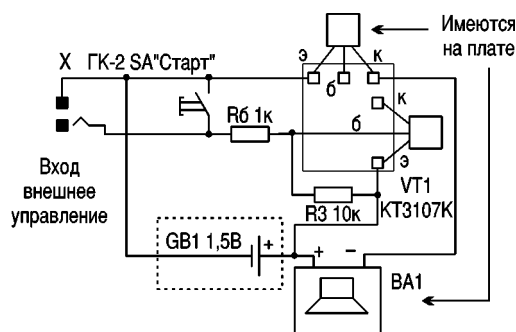 Имеются
на плате
X ГК-2 SA"Старт"
э
к
б
к
Rб 1к
б
э
Вход
внешнее
управление
VT1
КТ3107К
R3 10к
GB1 1,5В
+
+
−
BA1